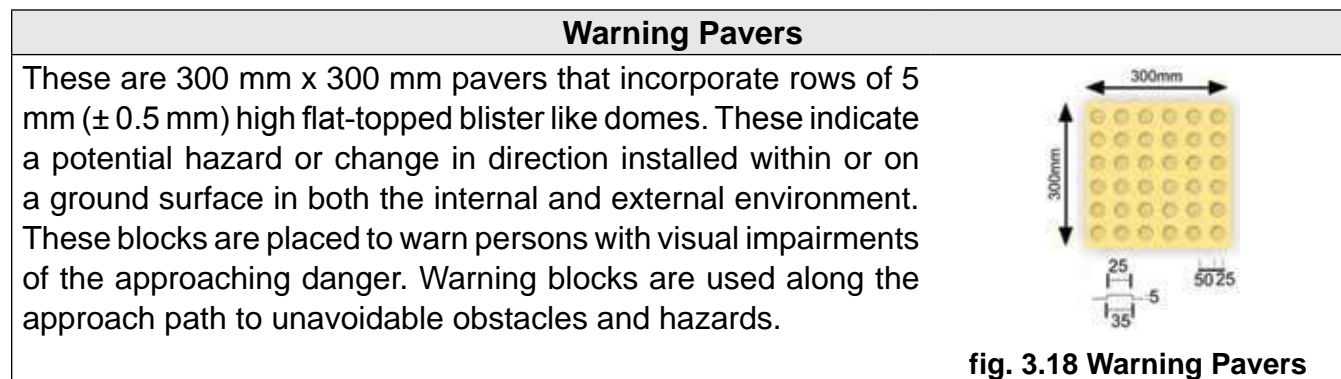 Warning Pavers
These are 300 mm x 300 mm pavers that incorporate rows of 5
mm (± 0.5 mm) high flat-topped blister like domes. These indicate
a potential hazard or change in direction installed within or on
a ground surface in both the internal and external environment.
These blocks are placed to warn persons with visual impairments
of the approaching danger. Warning blocks are used along the
approach path to unavoidable obstacles and hazards.
300mm
300mm
25
5
35
50 25
fig. 3.18 Warning Pavers